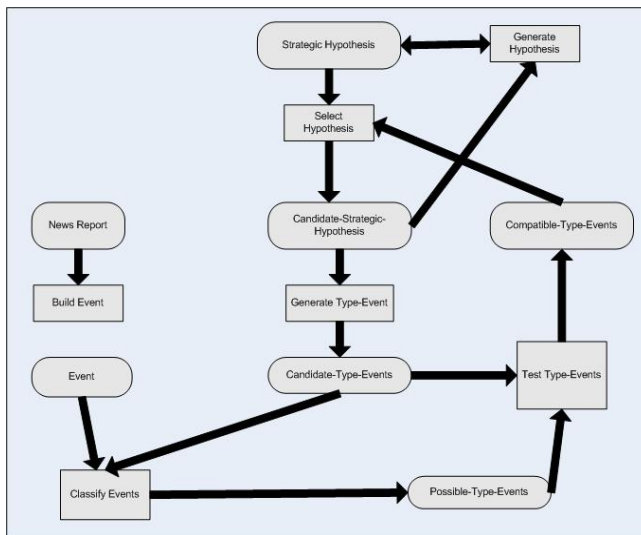 Strategic Hypothesis
Generate
Hypothesis
Select
Hypothesis
News Report
Candidate-Strategic-
Hypothesis
Compatible-Type-Events
Build Event
Generate Type-Event
Event
Candidate-Type-Events
Test Type-Events
Classify Events
Possible-Type-Events